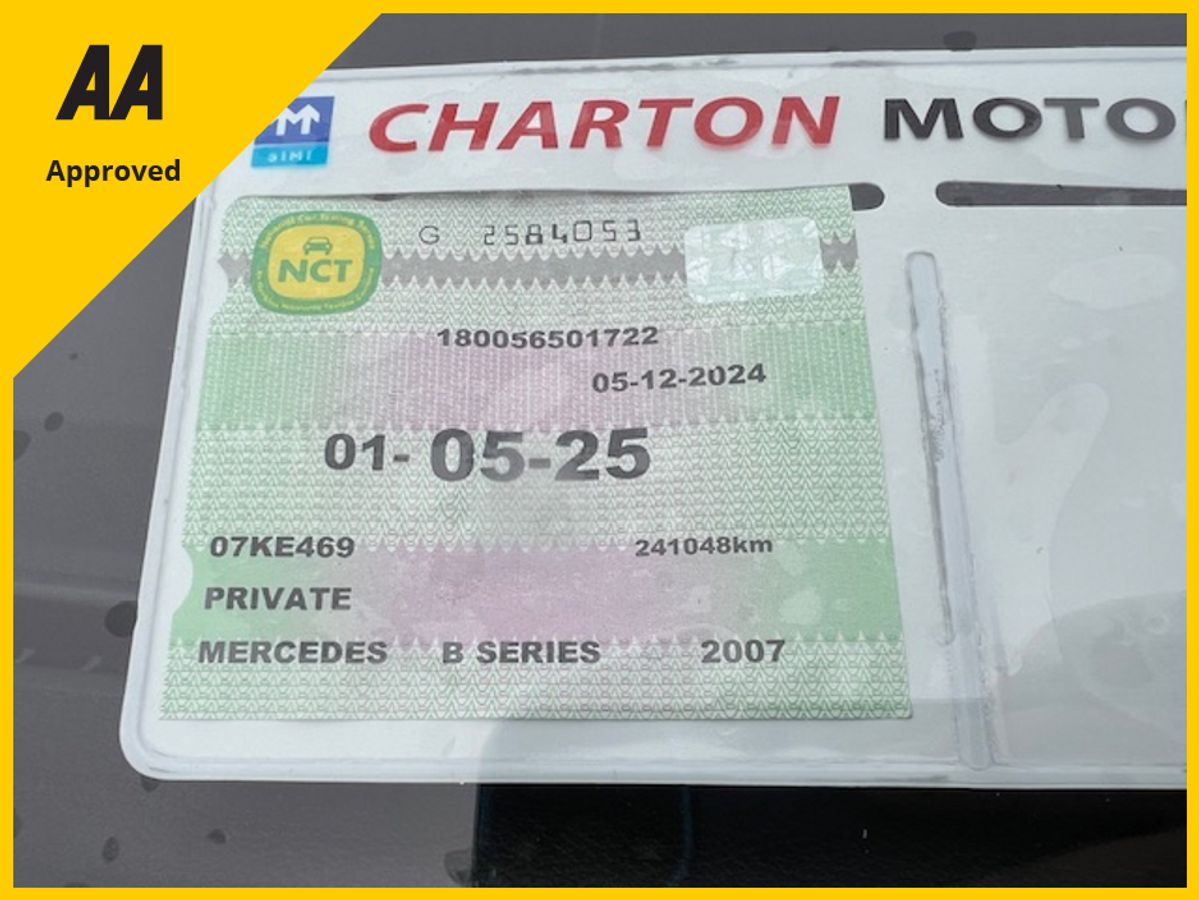 AA
Approved
SIMI
CHARTON MOTO
NCT
G 2584053
180056501722
05-12-2024
01-05-25
07KE469
241048km
PRIVATE
MERCEDES B SERIES 2007